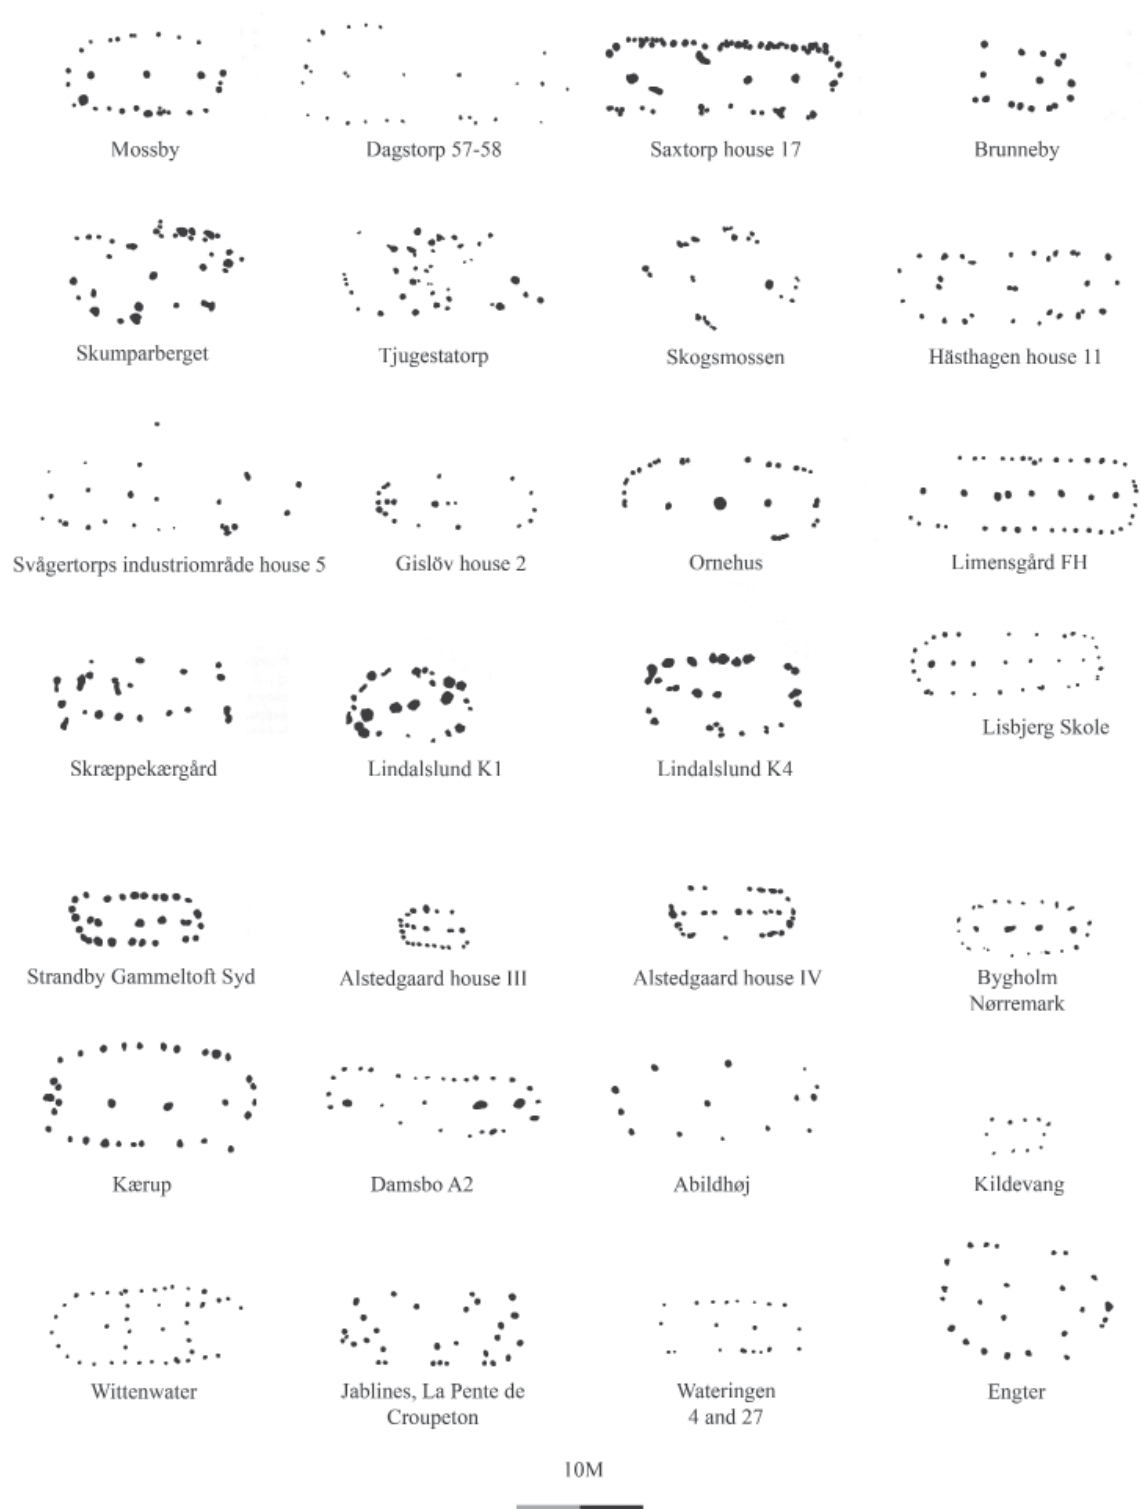 Mossby
Dagstorp 57-58
Saxtorp house 17
Brunneby
Skumparberget
Tjugestatorp
Skogsmossen
Hästhagen house 11
Svågertorps industriområde house 5
Gislöv house 2
Ornehus
Limensgård FH
Skræppekærgård
Lindalslund K1
Lindalslund K4
Lisbjerg Skole
Strandby Gammeltoft Syd
Alstedgaard house III
Alstedgaard house IV
Bygholm
Nørremark
Kærup
Damsbo A2
Abildhøj
Kildevang
Wittenwater
Jablines, La Pente de
Croupeton
Wateringen
4 and 27
Engter
10M